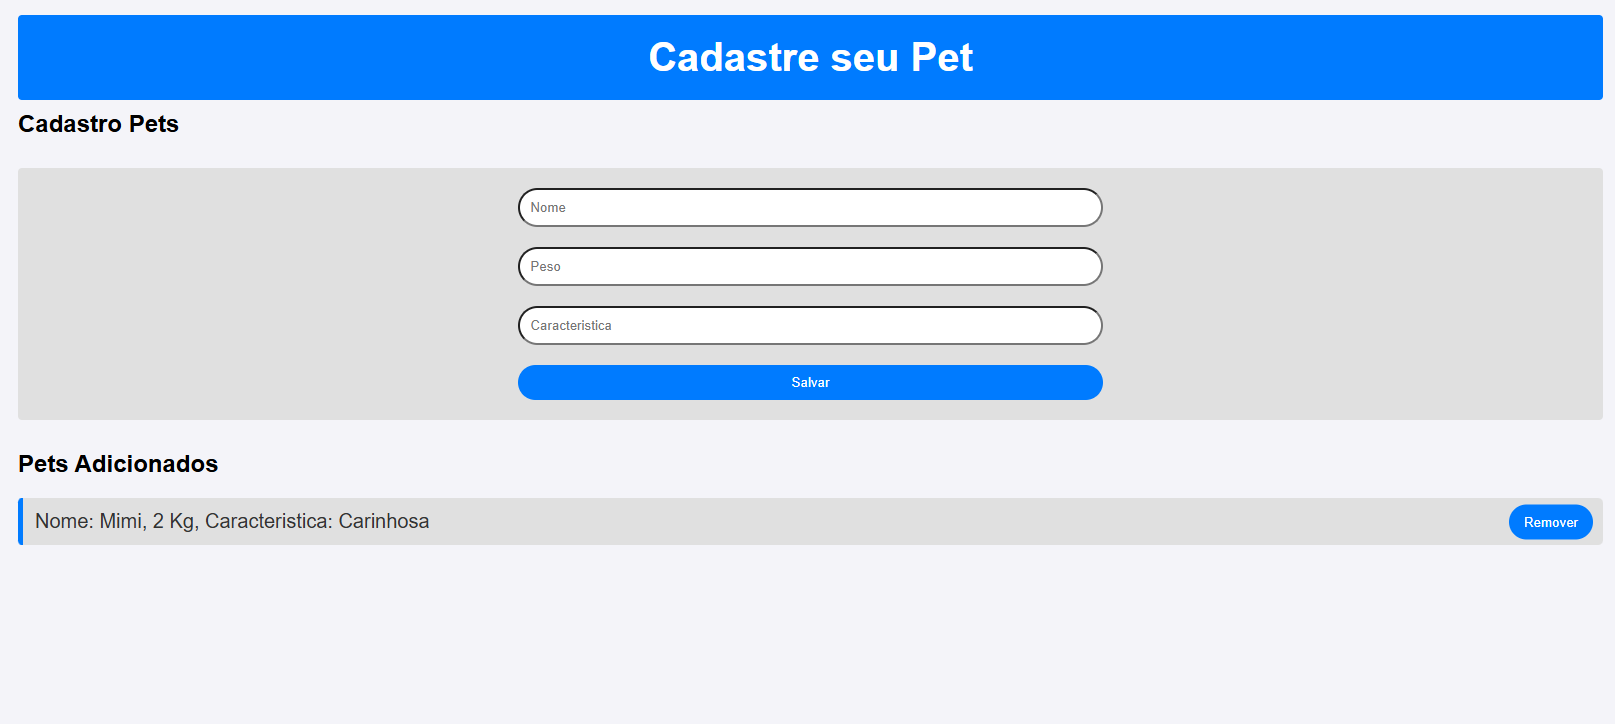 Cadastre seu Pet
Cadastro Pets
Nome
Peso
Caracteristica
Salvar
Pets Adicionados
Nome: Mimi, 2 Kg, Caracteristica: Carinhosa
Remover